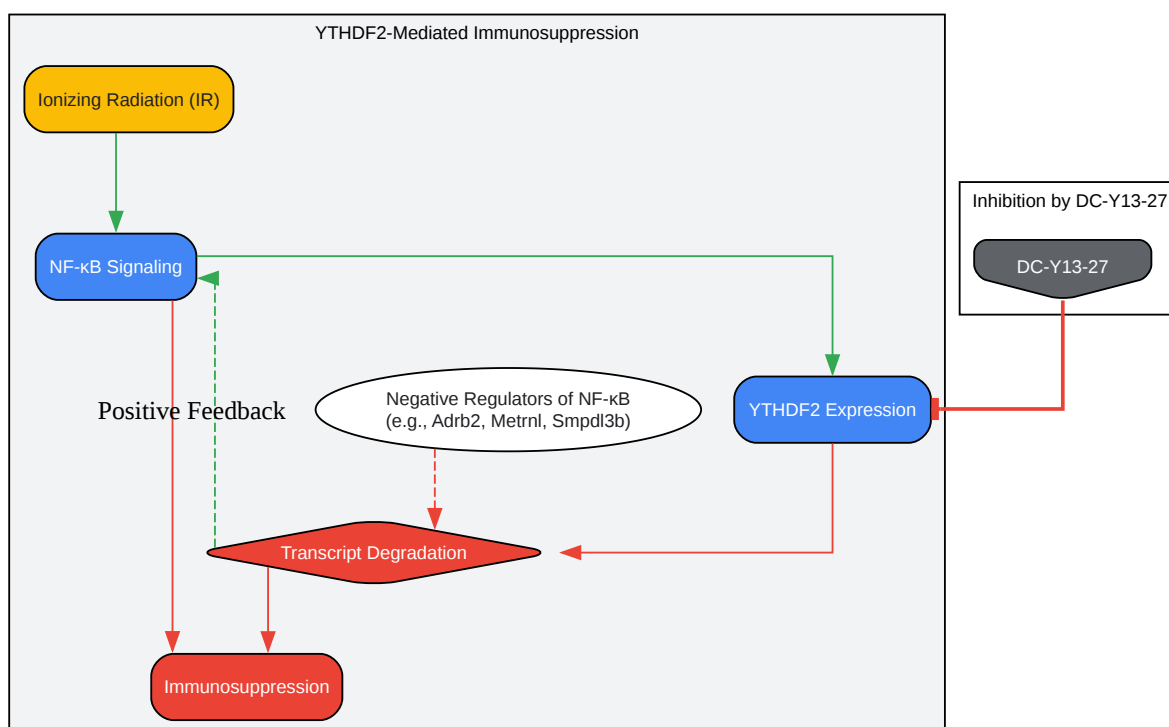 YTHDF2-Mediated Immunosuppression
Ionizing Radiation (IR)
Inhibition by DC-Y13-27
NF-κB Signaling
DC-Y13-27
Positive Feedback
Negative Regulators of NF-κB
(e.g., Adrb2, Metrnl, Smpdl3b)
YTHDF2 Expression
Transcript Degradation
Immunosuppression